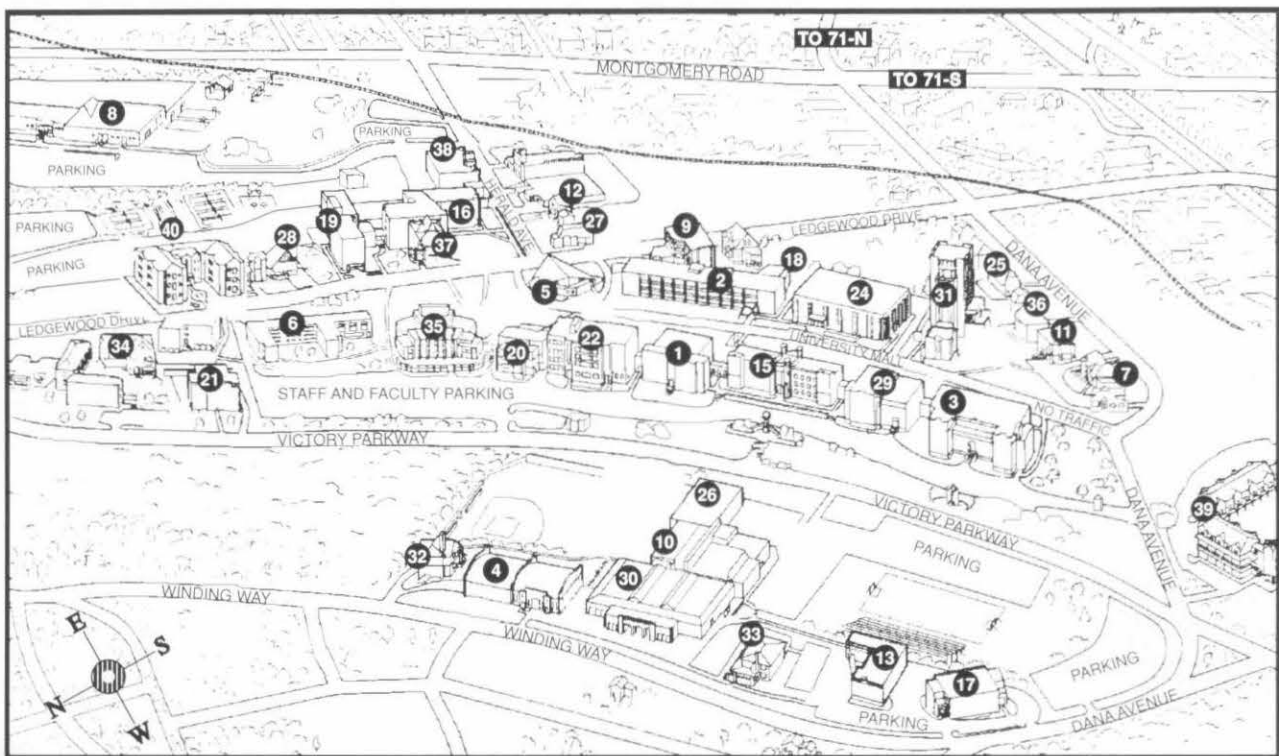 TO 71-N
MONTGOMERY ROAD
TO 71-S
8
PARKING
38
PARKING
12
16
19
27
40
28
37
9
LEDGEWOOD DRIVE
DANA AVENUE
PARKING
PARKING
5
2
18
24
25
31
36
11
7
LEDGEWOOD DRIVE
6
35
34
21
20
22
1
15
29
3
NO TRAFFIC
STAFF AND FACULTY PARKING
VICTORY PARKWAY
26
VICTORY PARKWAY
PARKING
DANA AVENUE
39
10
32
4
30
WINDING WAY
WINDING WAY
33
13
17
PARKING
PARKING
DANA AVENUE
E
S
N
W